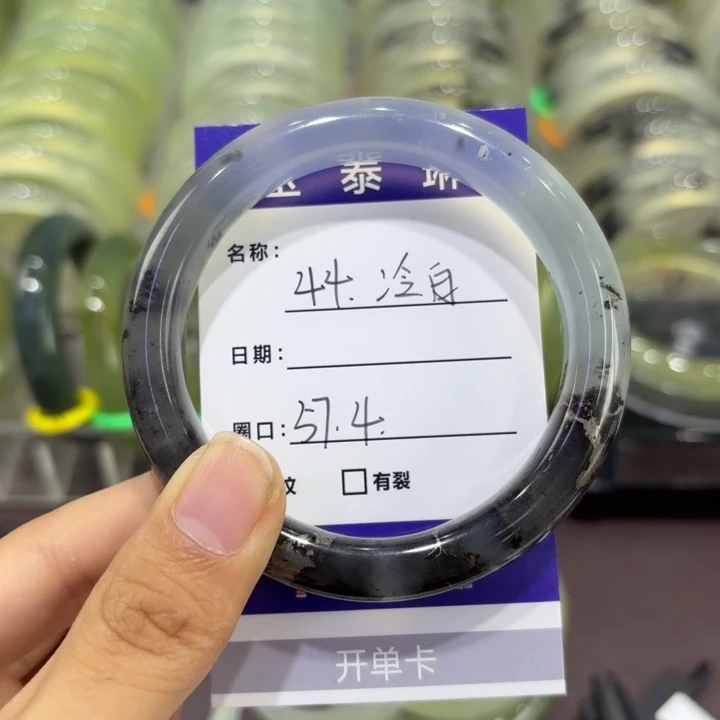 泰
名称: 44. 冷白
日期:
圈口: 57.4.
纹 □有裂
开单卡